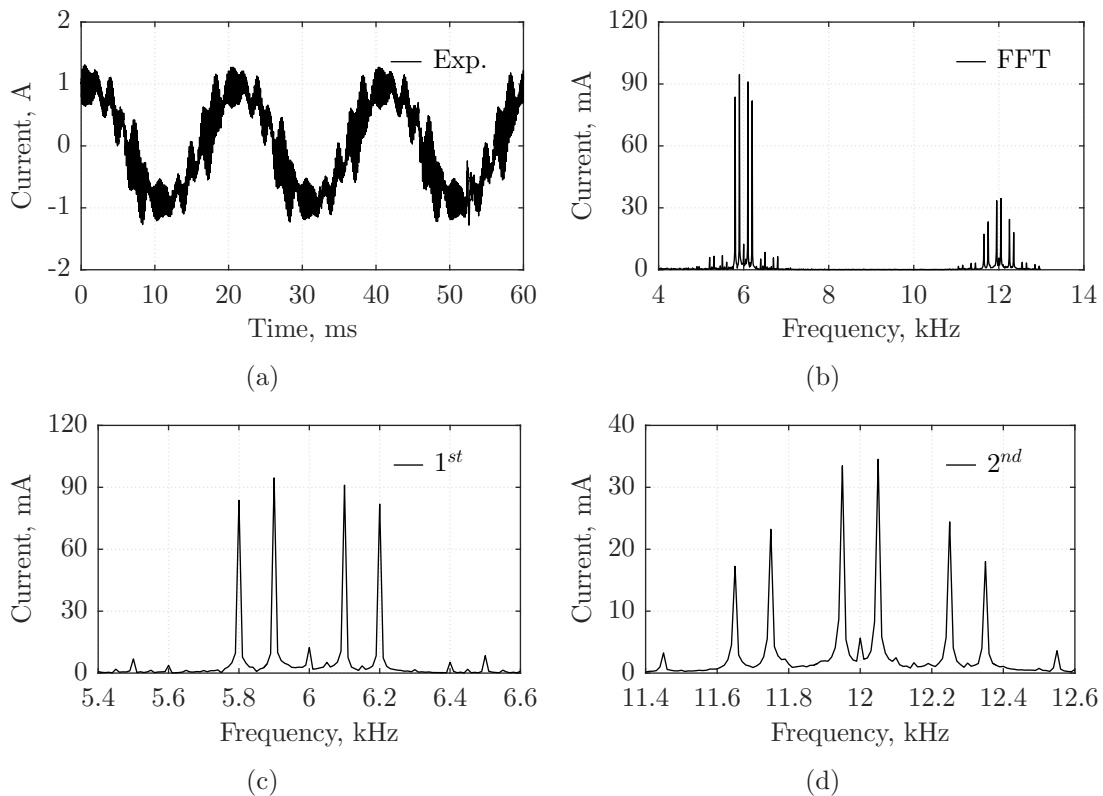 2
1
0
-1
-2
Current, A
Exp.
0 10 20 30 40 50 60
Time, ms
(a)
120
90
60
30
0
Current, mA
FFT
4 6 8 10 12 14
Frequency, kHz
(b)
120
90
60
30
0
Current, mA
1st
5.4 5.6 5.8 6 6.2 6.4 6.6
Frequency, kHz
(c)
40
30
20
10
0
Current, mA
2nd
11.4 11.6 11.8 12 12.2 12.4 12.6
Frequency, kHz
(d)